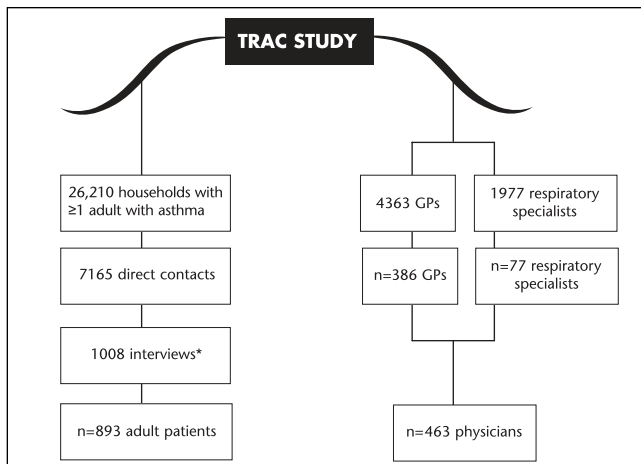 TRAC STUDY
26,210 households with
≥1 adult with asthma
7165 direct contacts
1008 interviews*
n=893 adult patients
4363 GPs
1977 respiratory
specialists
n=386 GPs
n=77 respiratory
specialists
n=463 physicians